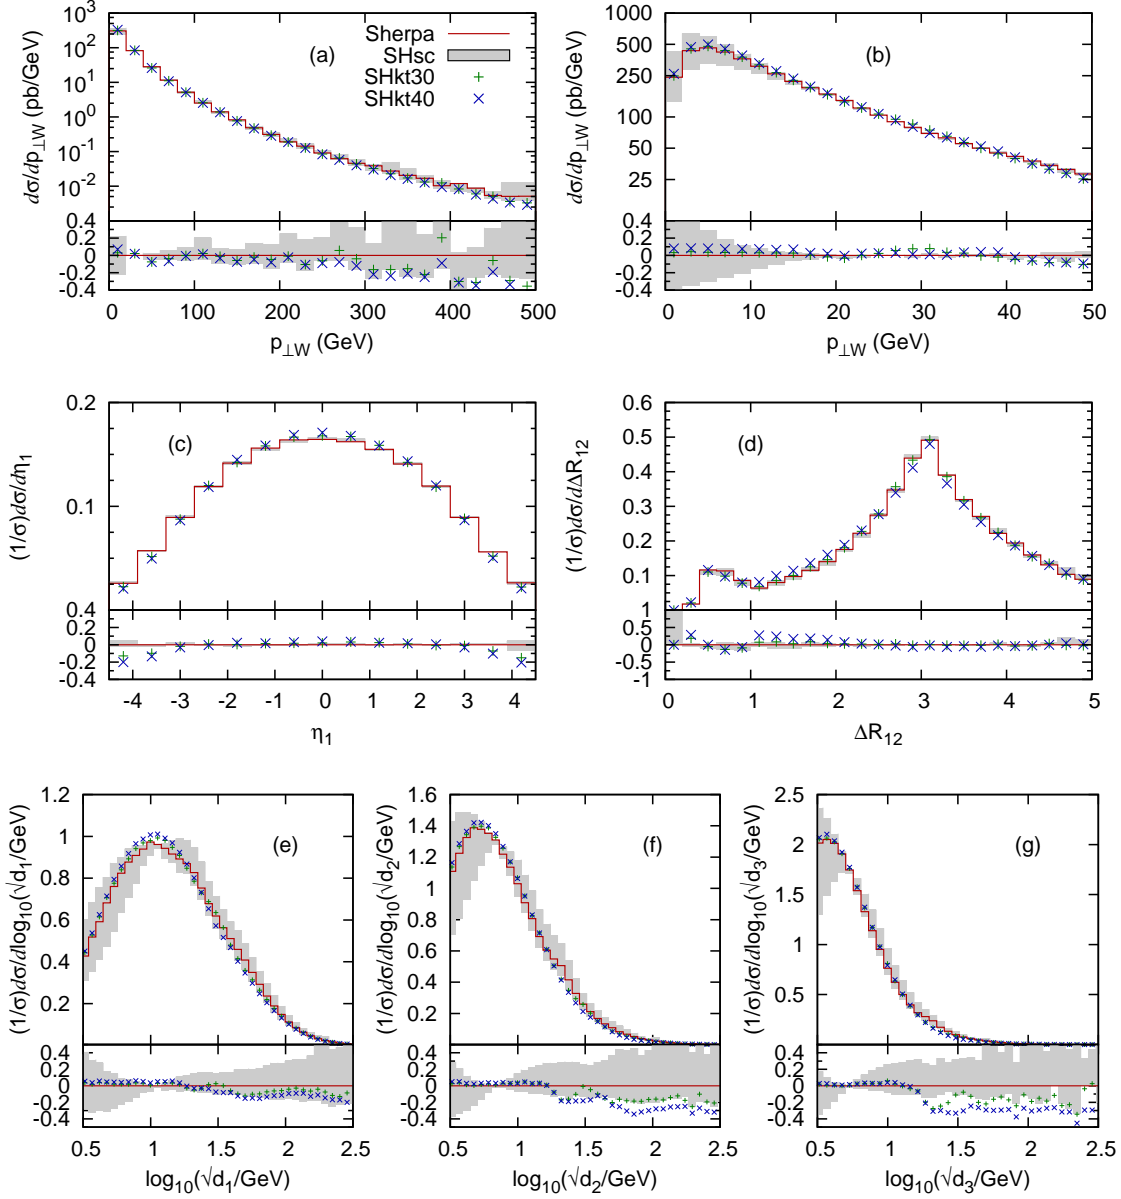 dσ/dp⊥W (pb/GeV)
10³
10²
10¹
10⁰
10⁻¹
10⁻²
0.4
0.2
0
-0.2
-0.4
0 100 200 300 400 500
p⊥W (GeV)
(a)
Sherpa
SHsc
SHkt30
SHkt40
dσ/dp⊥W (pb/GeV)
1000
500
250
100
50
25
0.4
0.2
0
-0.2
-0.4
0 10 20 30 40 50
p⊥W (GeV)
(b)
(1/σ)dσ/dη₁
0.2
0.1
0.4
0.2
0
-0.2
-0.4
-4 -3 -2 -1 0 1 2 3 4
η₁
(c)
(1/σ)dσ/dΔR₁₂
0.6
0.5
0.4
0.3
0.2
0.1
1
0.5
0
-0.5
-1
0 1 2 3 4 5
ΔR₁₂
(d)
(1/σ)dσ/dlog₁₀(√d₁/GeV)
1.2
1
0.8
0.6
0.4
0.2
0.4
0.2
0
-0.2
-0.4
0.5 1 1.5 2 2.5
log₁₀(√d₁/GeV)
(e)
(1/σ)dσ/dlog₁₀(√d₂/GeV)
1.6
1.4
1.2
1
0.8
0.6
0.4
0.2
0.4
0.2
0
-0.2
-0.4
0.5 1 1.5 2 2.5
log₁₀(√d₂/GeV)
(f)
(1/σ)dσ/dlog₁₀(√d₃/GeV)
2.5
2
1.5
1
0.5
0.4
0.2
0
-0.2
-0.4
0.5 1 1.5 2 2.5
log₁₀(√d₃/GeV)
(g)